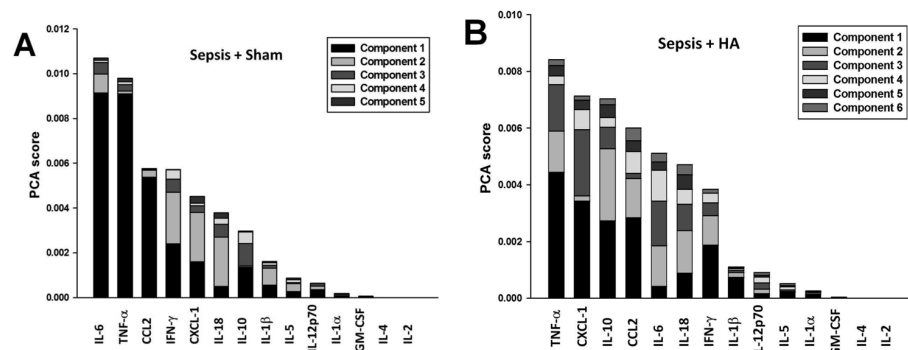 A
Sepsis + Sham
Component 1
Component 2
Component 3
Component 4
Component 5
PCA score
0.012
0.010
0.008
0.006
0.004
0.002
0.000
IL-6
TNF-α
CCL2
IFN-γ
CXCL-1
IL-18
IL-10
IL-1β
IL-5
IL-12p70
IL-1α
GM-CSF
IL-4
IL-2
B
Sepsis + HA
Component 1
Component 2
Component 3
Component 4
Component 5
Component 6
PCA score
0.010
0.008
0.006
0.004
0.002
0.000
TNF-α
CXCL-1
IL-10
CCL2
IL-6
IL-18
IFN-γ
IL-1β
IL-12p70
IL-5
IL-1α
GM-CSF
IL-4
IL-2